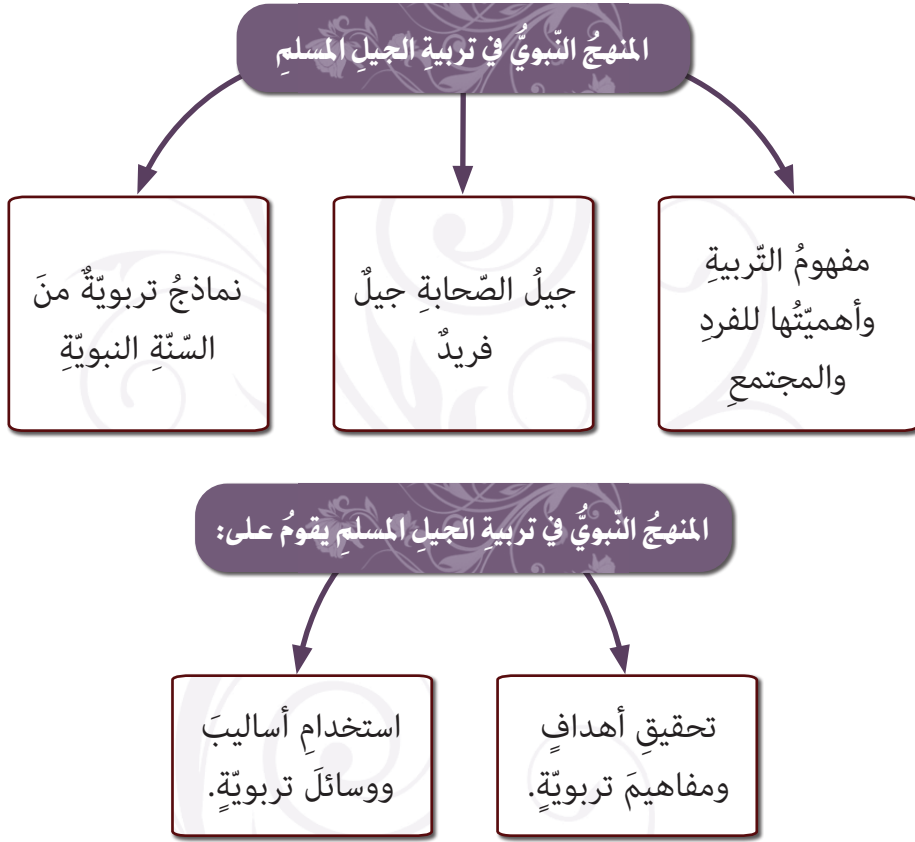 المنهجُ النّبويُّ في تربيةِ الجيلِ المسلمِ
مفهومُ التّربيةِ
وأهميّتُها للفردِ
والمجتمعِ
جيلُ الصّحابةِ جيلٌ
فريدٌ
نماذجُ تربويّةٌ منَ
السّنّةِ النبويّةِ
المنهجُ النّبويُّ في تربيةِ الجيلِ المسلمِ يقومُ على:
تحقيقِ أهدافٍ
ومفاهيمَ تربويّةٍ.
استخدامِ أساليبَ
ووسائلَ تربويّةٍ.